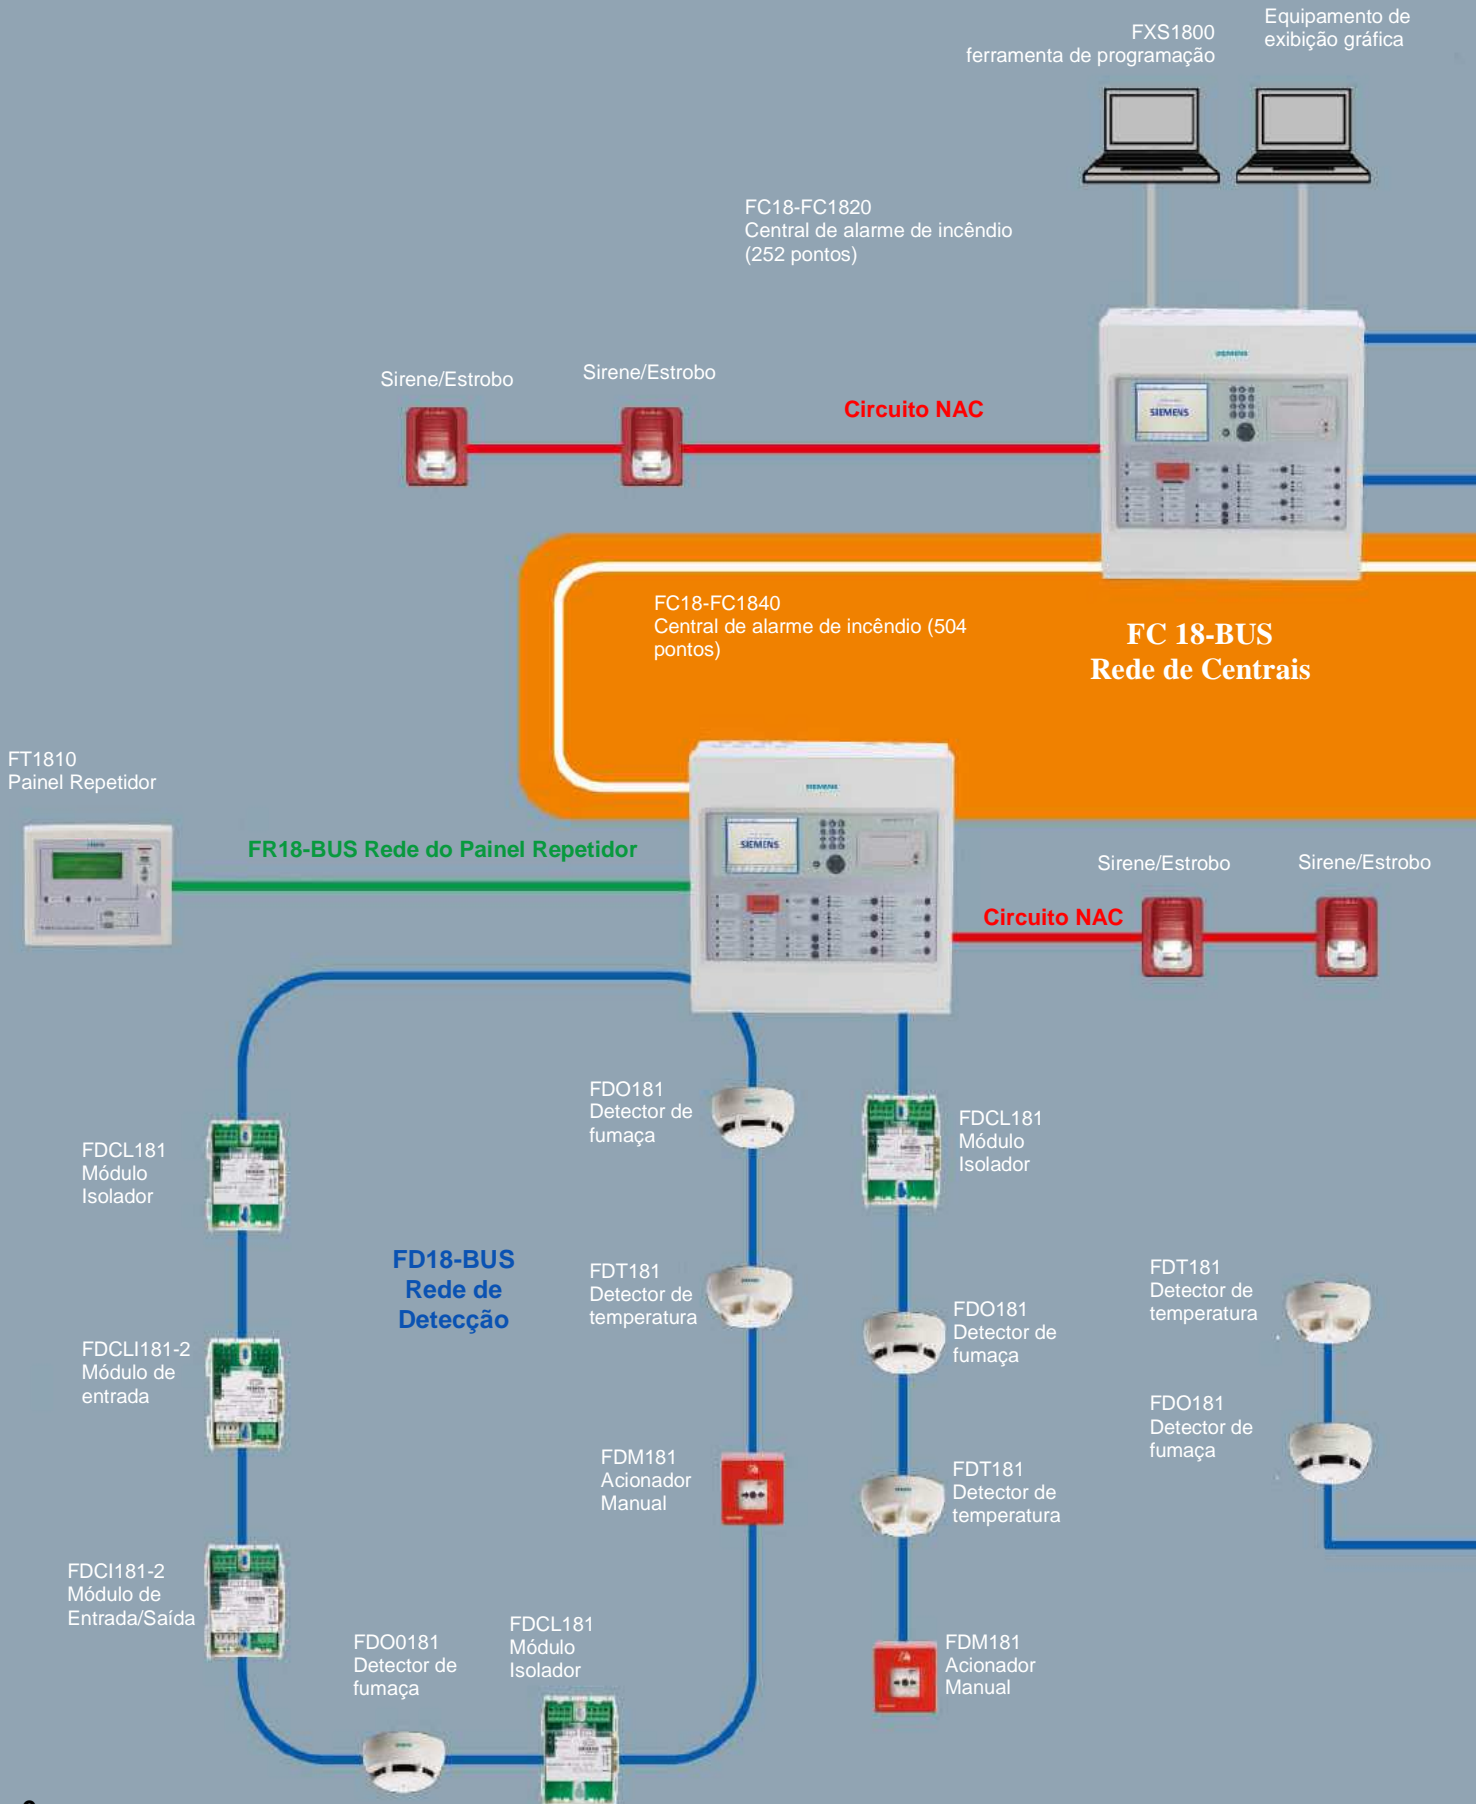 FXS1800
ferramenta de programação
Equipamento de
exibição gráfica
FC18-FC1820
Central de alarme de incêndio
(252 pontos)
SIEMENS
SIEMENS
Sirene/Estrobo
Sirene/Estrobo
Circuito NAC
FC18-FC1840
Central de alarme de incêndio (504
pontos)
FC 18-BUS
Rede de Centrais
FT1810
Painel Repetidor
FR18-BUS Rede do Painel Repetidor
SIEMENS
SIEMENS
Sirene/Estrobo
Sirene/Estrobo
Circuito NAC
FDO181
Detector de
fumaça
FDCL181
Módulo
Isolador
FDCL181
Módulo
Isolador
FD18-BUS
Rede de
Detecção
FDT181
Detector de
temperatura
FDO181
Detector de
fumaça
FDT181
Detector de
temperatura
FDCLI181-2
Módulo de
entrada
FDO181
Detector de
fumaça
FDM181
Acionador
Manual
FDT181
Detector de
temperatura
FDCI181-2
Módulo de
Entrada/Saída
FDO0181
Detector de
fumaça
FDCL181
Módulo
Isolador
FDM181
Acionador
Manual